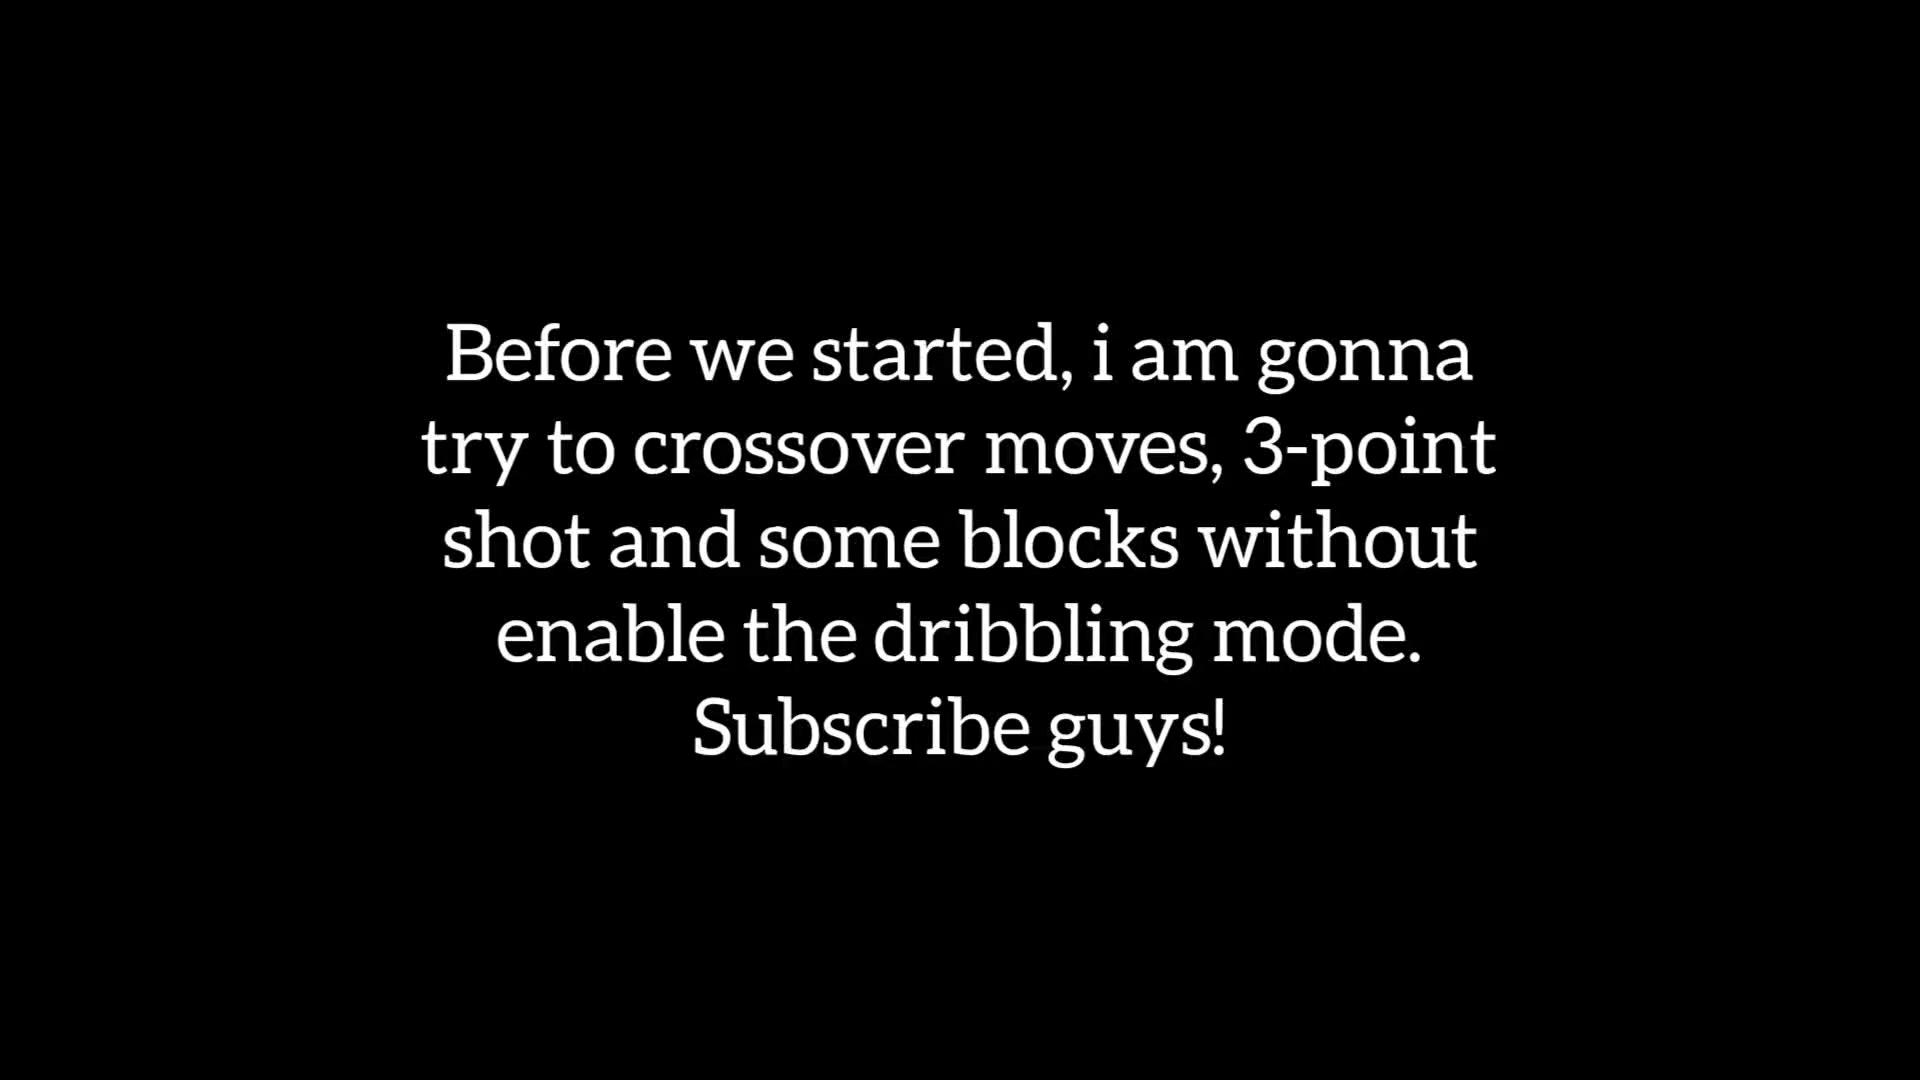 Before we started, i am gonna
try to crossover moves, 3-point
shot and some blocks without
enable the dribbling mode.
Subscribe guys!